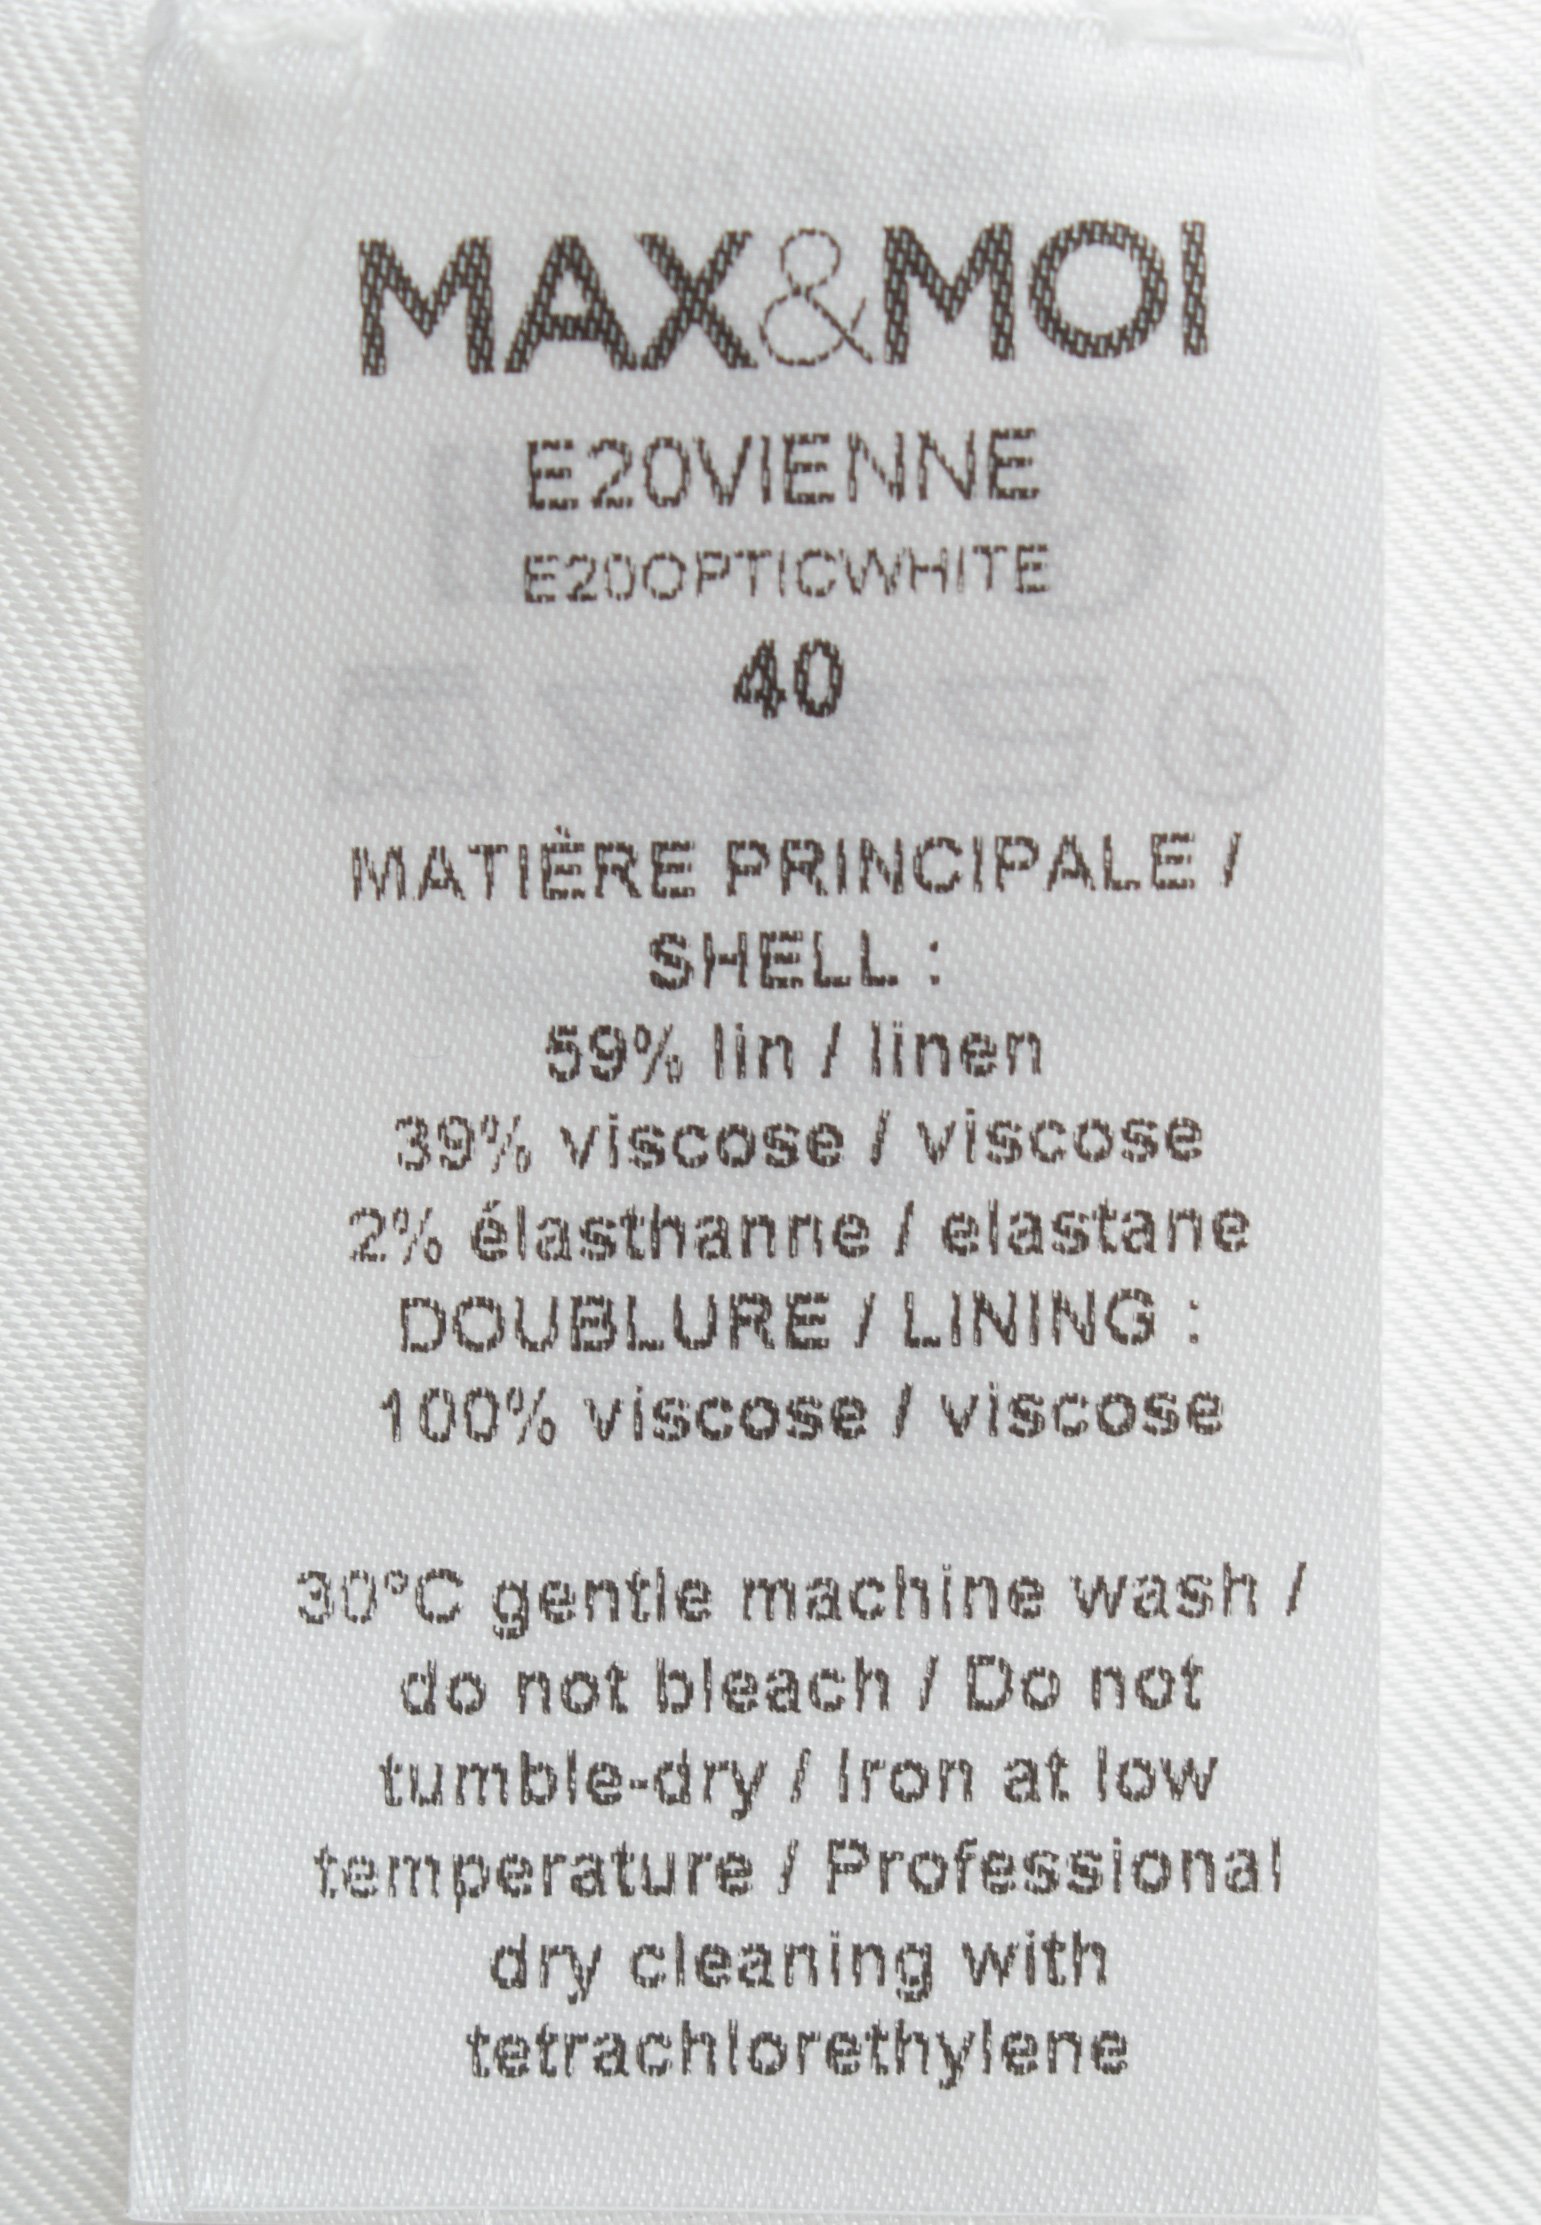 MAX&MOI
E20VIENNE
E20OPTICWHITE
40
MATIÈRE PRINCIPALE /
SHELL :
59% lin / linen
39% viscose / viscose
2% élasthanne / elastane
DOUBLURE / LINING :
100% viscose / viscose
30°C gentle machine wash /
do not bleach / Do not
tumble-dry / Iron at low
temperature / Professional
dry cleaning with
tetrachlorethylene